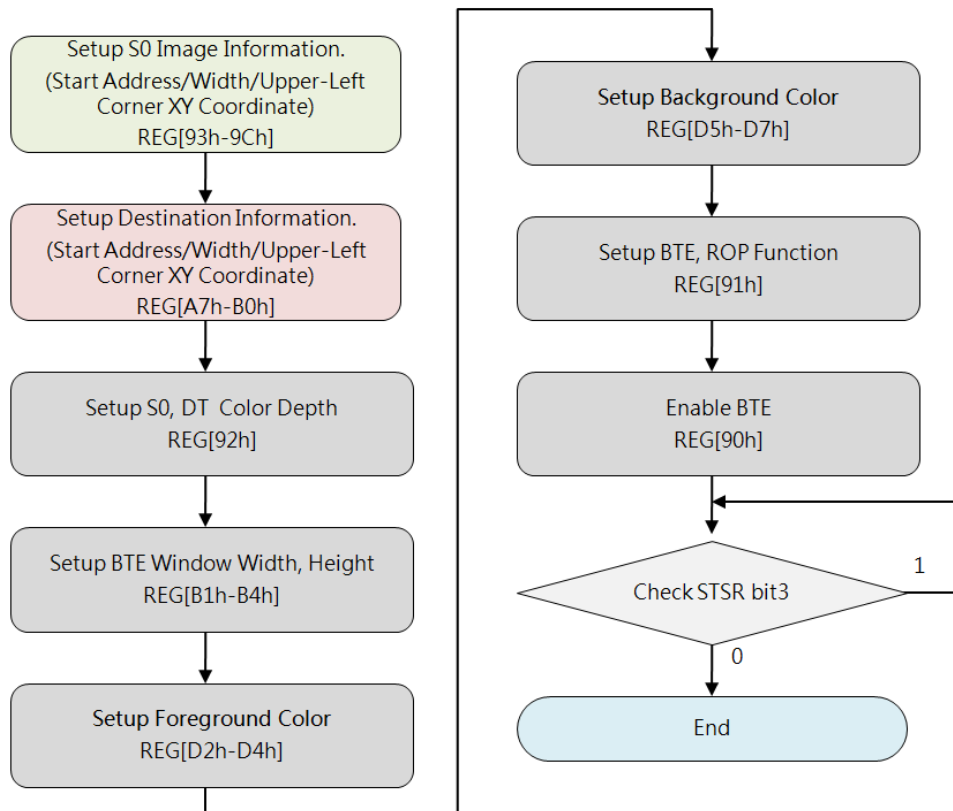 Setup S0 Image Information.
(Start Address/Width/Upper-Left
Corner XY Coordinate)
REG[93h-9Ch]
Setup Destination Information.
(Start Address/Width/Upper-Left
Corner XY Coordinate)
REG[A7h-B0h]
Setup S0, DT Color Depth
REG[92h]
Setup BTE Window Width, Height
REG[B1h-B4h]
Setup Foreground Color
REG[D2h-D4h]
Setup Background Color
REG[D5h-D7h]
Setup BTE, ROP Function
REG[91h]
Enable BTE
REG[90h]
Check STSR bit3
1
0
End